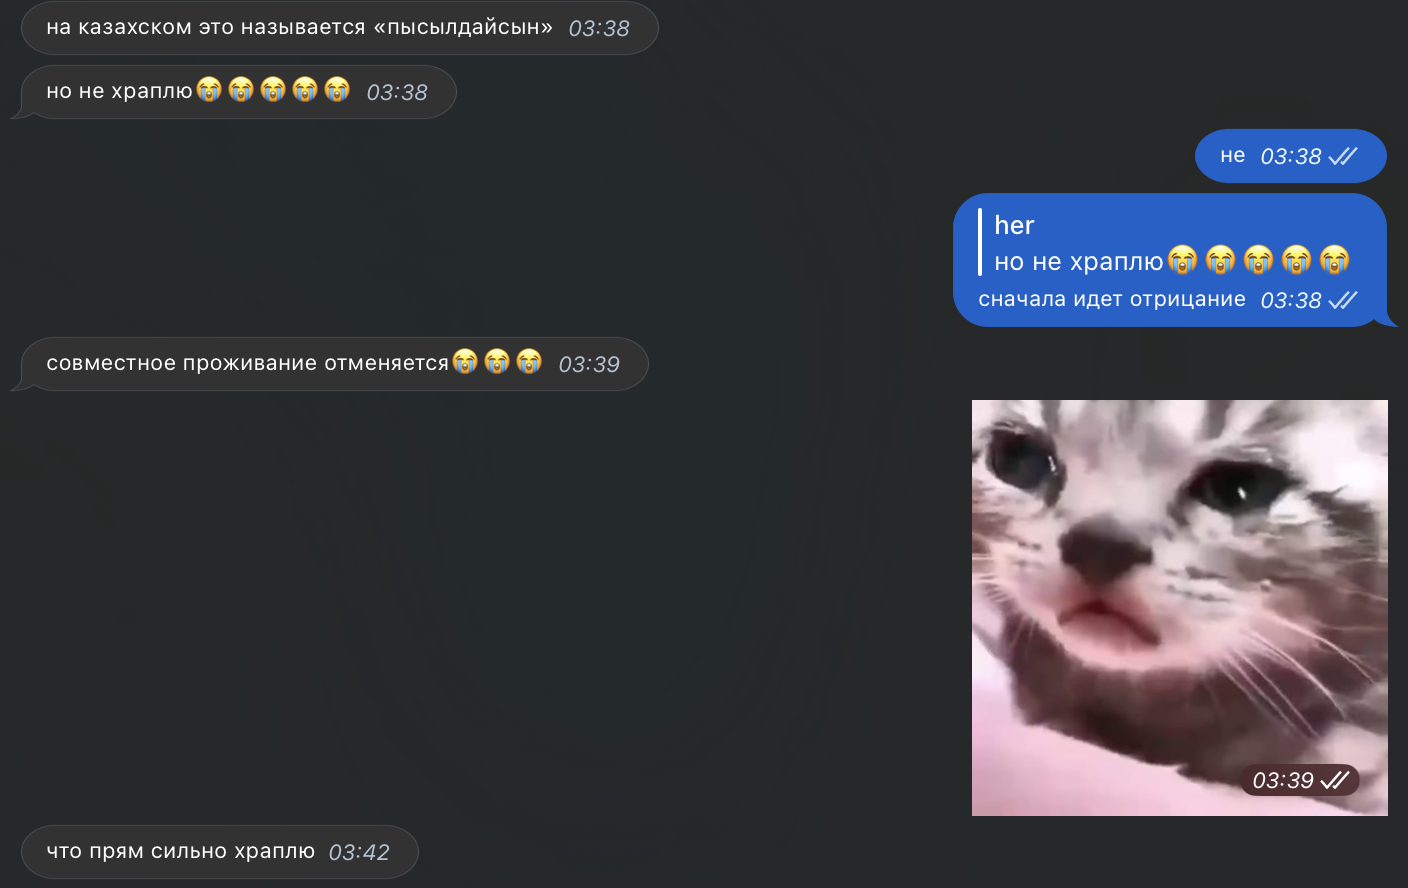 на казахском это называется «пысылдайсын» 03:38
но не храплю😭😭😭😭😭 03:38
не 03:38
her
но не храплю😭😭😭😭😭
сначала идет отрицание 03:38
совместное проживание отменяется😭😭😭 03:39
03:39
что прям сильно храплю 03:42